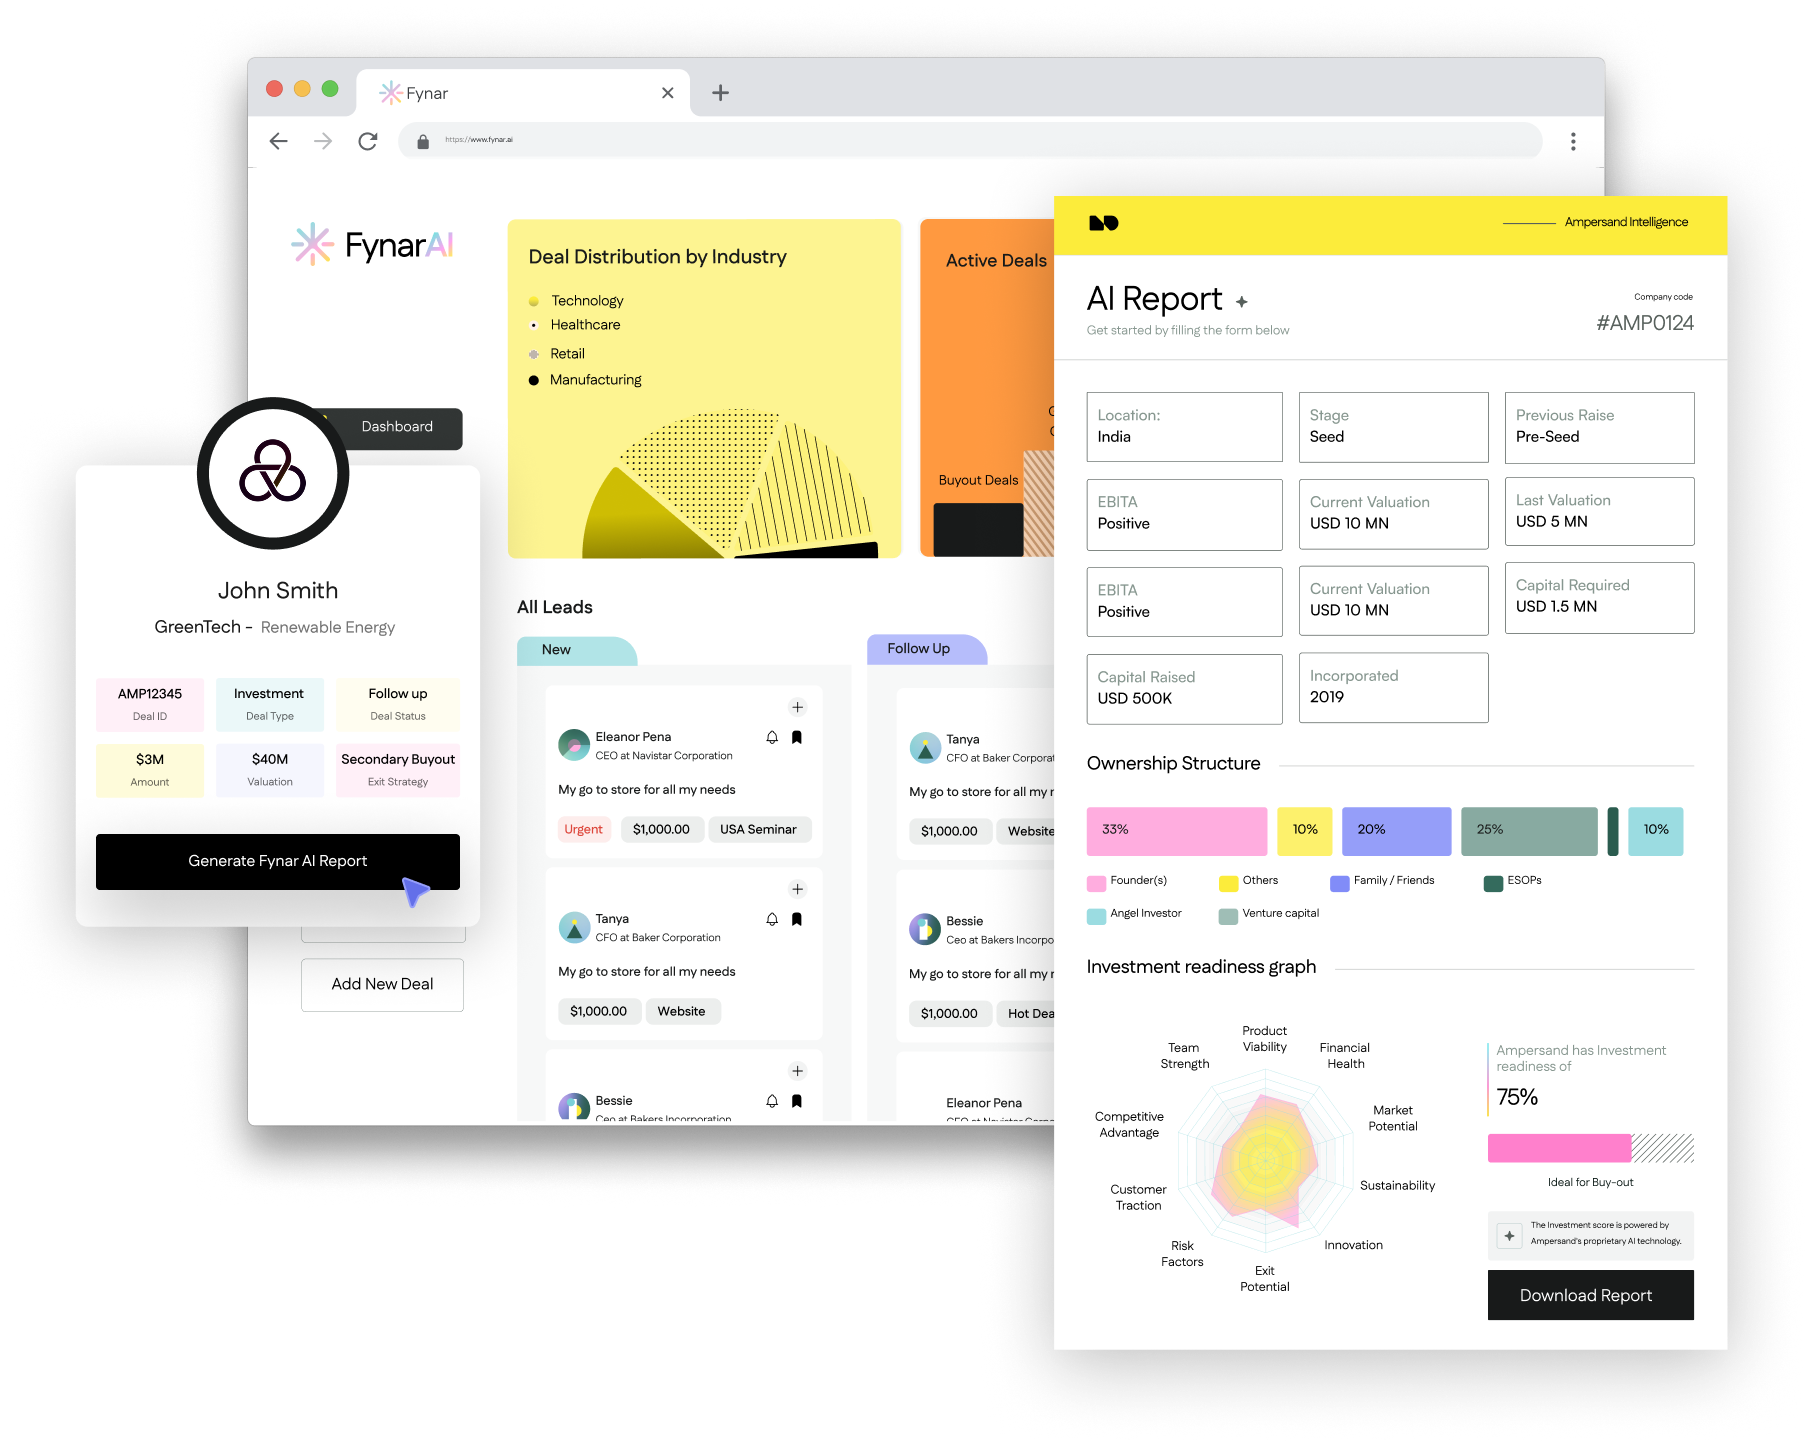 Fynar
https://www.fynar.ai
FynarAI
Dashboard
Add New Deal
Deal Distribution by Industry
Technology
Healthcare
Retail
Manufacturing
Active Deals
Buyout Deals
John Smith
GreenTech - Renewable Energy
AMP12345
Deal ID
Investment
Deal Type
Follow up
Deal Status
$3M
Amount
$40M
Valuation
Secondary Buyout
Exit Strategy
Generate Fynar AI Report
All Leads
New
Eleanor Pena
CEO at Navistar Corporation
My go to store for all my needs
Urgent
$1,000.00
USA Seminar
Tanya
CFO at Baker Corporation
My go to store for all my needs
$1,000.00
Website
Bessie
Ceo at Bakers Incorporation
Follow Up
Tanya
CFO at Baker Corporat
My go to store for all my r
$1,000.00
Website
Bessie
Ceo at Bakers Incorpo
My go to store for all my r
$1,000.00
Hot Dea
Eleanor Pena
CEO at Navistar Corpo
Ampersand Intelligence
AI Report
Get started by filling the form below
Company code
#AMP0124
Location:
India
Stage
Seed
Previous Raise
Pre-Seed
EBITA
Positive
Current Valuation
USD 10 MN
Last Valuation
USD 5 MN
EBITA
Positive
Current Valuation
USD 10 MN
Capital Required
USD 1.5 MN
Capital Raised
USD 500K
Incorporated
2019
Ownership Structure
33%
10%
20%
25%
10%
Founder(s)
Others
Family / Friends
ESOPs
Angel Investor
Venture capital
Investment readiness graph
Product
Viability
Financial
Health
Market
Potential
Sustainability
Innovation
Exit
Potential
Risk
Factors
Customer
Traction
Competitive
Advantage
Team
Strength
Ampersand has Investment
readiness of
75%
Ideal for Buy-out
The Investment score is powered by
Ampersand's proprietary AI technology.
Download Report